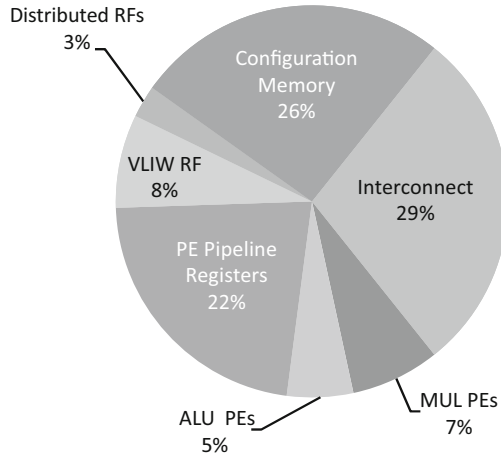 Distributed RFs
3%
Configuration
Memory
26%
Interconnect
29%
VLIW RF
8%
PE Pipeline
Registers
22%
MUL PEs
7%
ALU PEs
5%